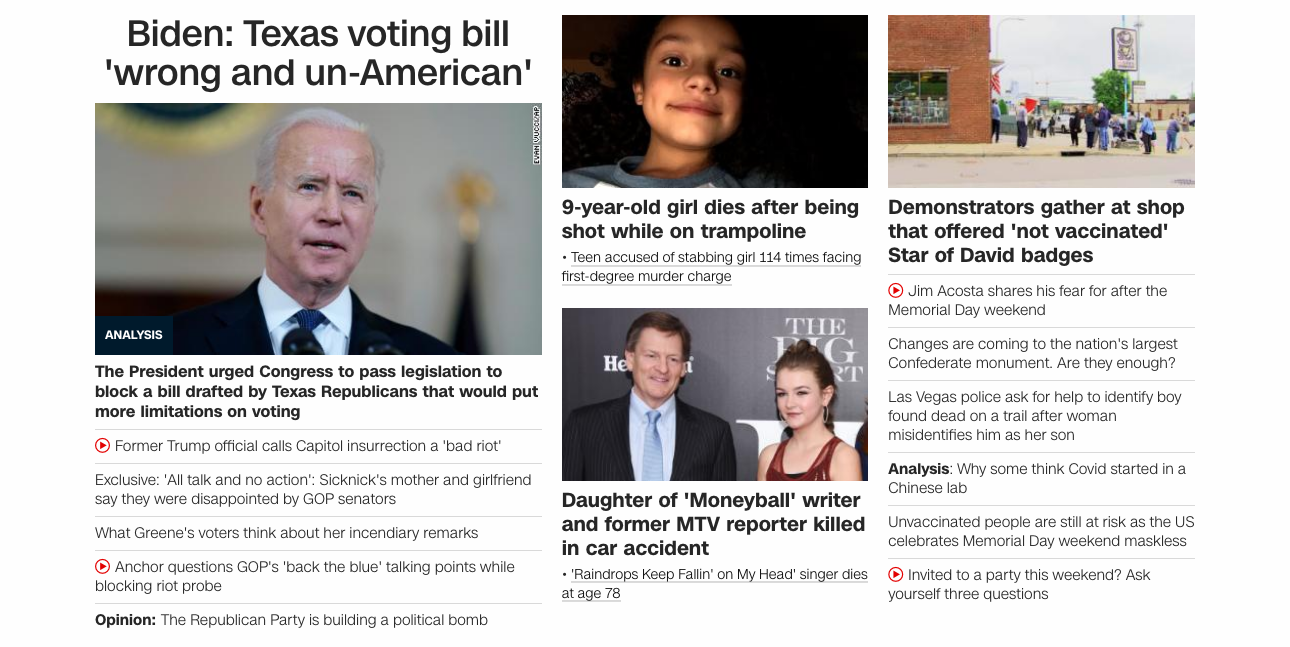 Biden: Texas voting bill
'wrong and un-American'
EVAN VUCCI/AP
ANALYSIS
The President urged Congress to pass legislation to
block a bill drafted by Texas Republicans that would put
more limitations on voting
Former Trump official calls Capitol insurrection a 'bad riot'
Exclusive: 'All talk and no action': Sicknick's mother and girlfriend
say they were disappointed by GOP senators
What Greene's voters think about her incendiary remarks
Anchor questions GOP's 'back the blue' talking points while
blocking riot probe
Opinion: The Republican Party is building a political bomb
9-year-old girl dies after being
shot while on trampoline
• Teen accused of stabbing girl 114 times facing
first-degree murder charge
THE
BIG
SHORT
Daughter of 'Moneyball' writer
and former MTV reporter killed
in car accident
• 'Raindrops Keep Fallin' on My Head' singer dies
at age 78
Demonstrators gather at shop
that offered 'not vaccinated'
Star of David badges
Jim Acosta shares his fear for after the
Memorial Day weekend
Changes are coming to the nation's largest
Confederate monument. Are they enough?
Las Vegas police ask for help to identify boy
found dead on a trail after woman
misidentifies him as her son
Analysis: Why some think Covid started in a
Chinese lab
Unvaccinated people are still at risk as the US
celebrates Memorial Day weekend maskless
Invited to a party this weekend? Ask
yourself three questions